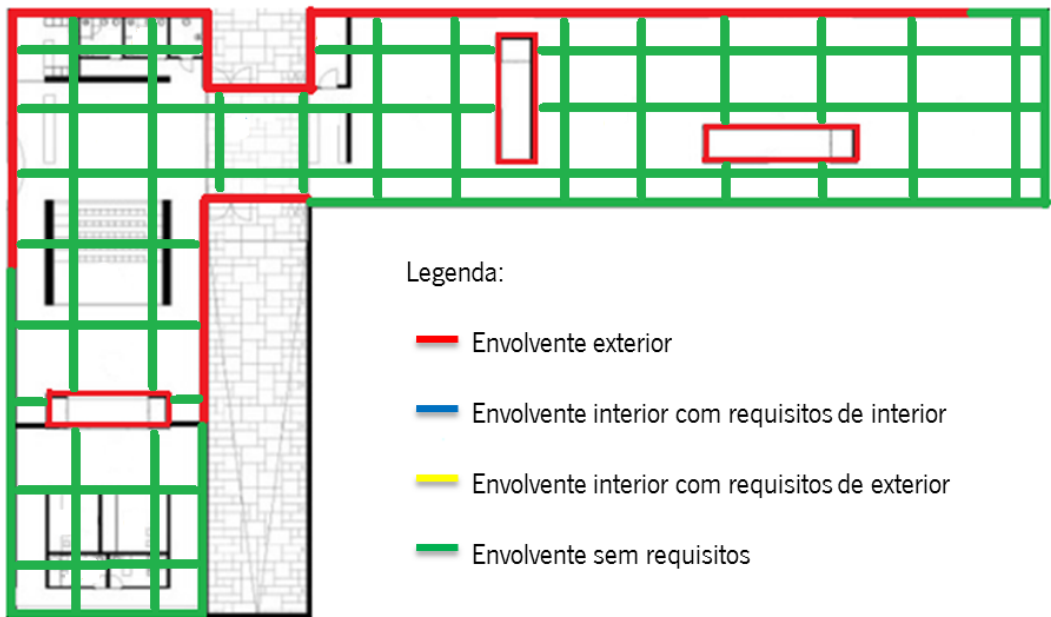 Legenda:
Envolvente exterior
Envolvente interior com requisitos de interior
Envolvente interior com requisitos de exterior
Envolvente sem requisitos